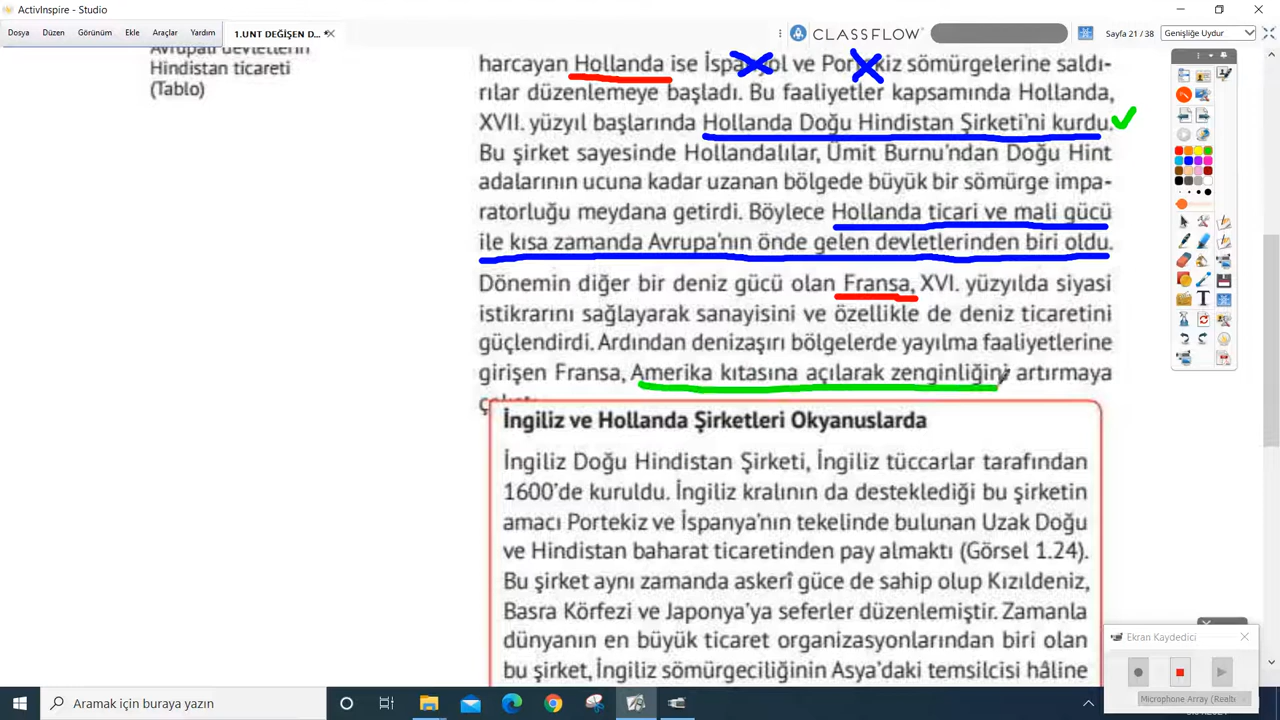 ActivInspire - Studio
Dosya Düzen Görünüm Ekle Araçlar Yardım
1.UNT DEĞİŞEN D...
CLASSFLOW
Sayfa 21 / 38
Genişliğe Uydur
Avrupalı devletlerin
Hindistan ticareti
(Tablo)
harcayan Hollanda ise İspanyol ve Portekiz sömürgelerine saldı-
rılar düzenlemeye başladı. Bu faaliyetler kapsamında Hollanda,
XVII. yüzyıl başlarında Hollanda Doğu Hindistan Şirketi'ni kurdu.
Bu şirket sayesinde Hollandalılar, Ümit Burnu'ndan Doğu Hint
adalarının ucuna kadar uzanan bölgede büyük bir sömürge impa-
ratorluğu meydana getirdi. Böylece Hollanda ticari ve mali gücü
ile kısa zamanda Avrupa'nın önde gelen devletlerinden biri oldu.
Dönemin diğer bir deniz gücü olan Fransa, XVI. yüzyılda siyasi
istikrarını sağlayarak sanayisini ve özellikle de deniz ticaretini
güçlendirdi. Ardından denizaşırı bölgelerde yayılma faaliyetlerine
girişen Fransa, Amerika kıtasına açılarak zenginliğini artırmaya
İngiliz ve Hollanda Şirketleri Okyanuslarda
İngiliz Doğu Hindistan Şirketi, İngiliz tüccarlar tarafından
1600'de kuruldu. İngiliz kralının da desteklediği bu şirketin
amacı Portekiz ve İspanya'nın tekelinde bulunan Uzak Doğu
ve Hindistan baharat ticaretinden pay almaktı (Görsel 1.24).
Bu şirket aynı zamanda askerî güce de sahip olup Kızıldeniz,
Basra Körfezi ve Japonya'ya seferler düzenlemiştir. Zamanla
dünyanın en büyük ticaret organizasyonlarından biri olan
bu şirket, İngiliz sömürgeciliğinin Asya'daki temsilcisi hâline
Ekran Kaydedici
Microphone Array (Realte
Aramak için buraya yazın